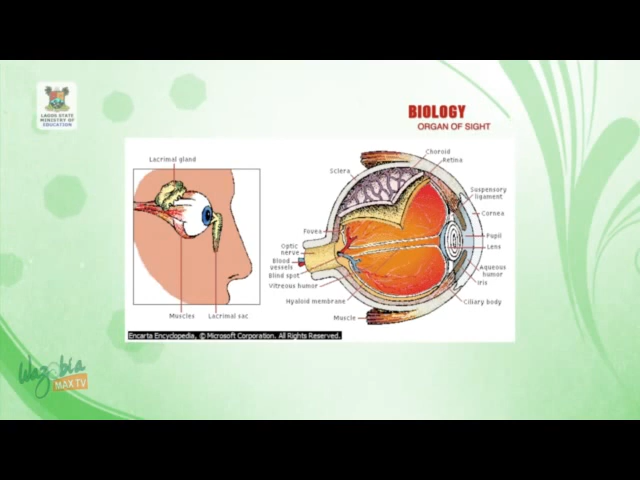 LAGOS STATE
MINISTRY OF
EDUCATION
BIOLOGY
ORGAN OF SIGHT
Lacrimal gland
Muscles
Lacrimal sac
Choroid
Retina
Sclera
Suspensory
ligament
Cornea
Fovea
Pupil
Optic
nerve
Lens
Blood
vessels
Aqueous
humor
Blind spot
Iris
Vitreous humor
Hyaloid membrane
Ciliary body
Muscle
Encarta Encyclopedia, © Microsoft Corporation. All Rights Reserved.
Wazobia
MAX TV